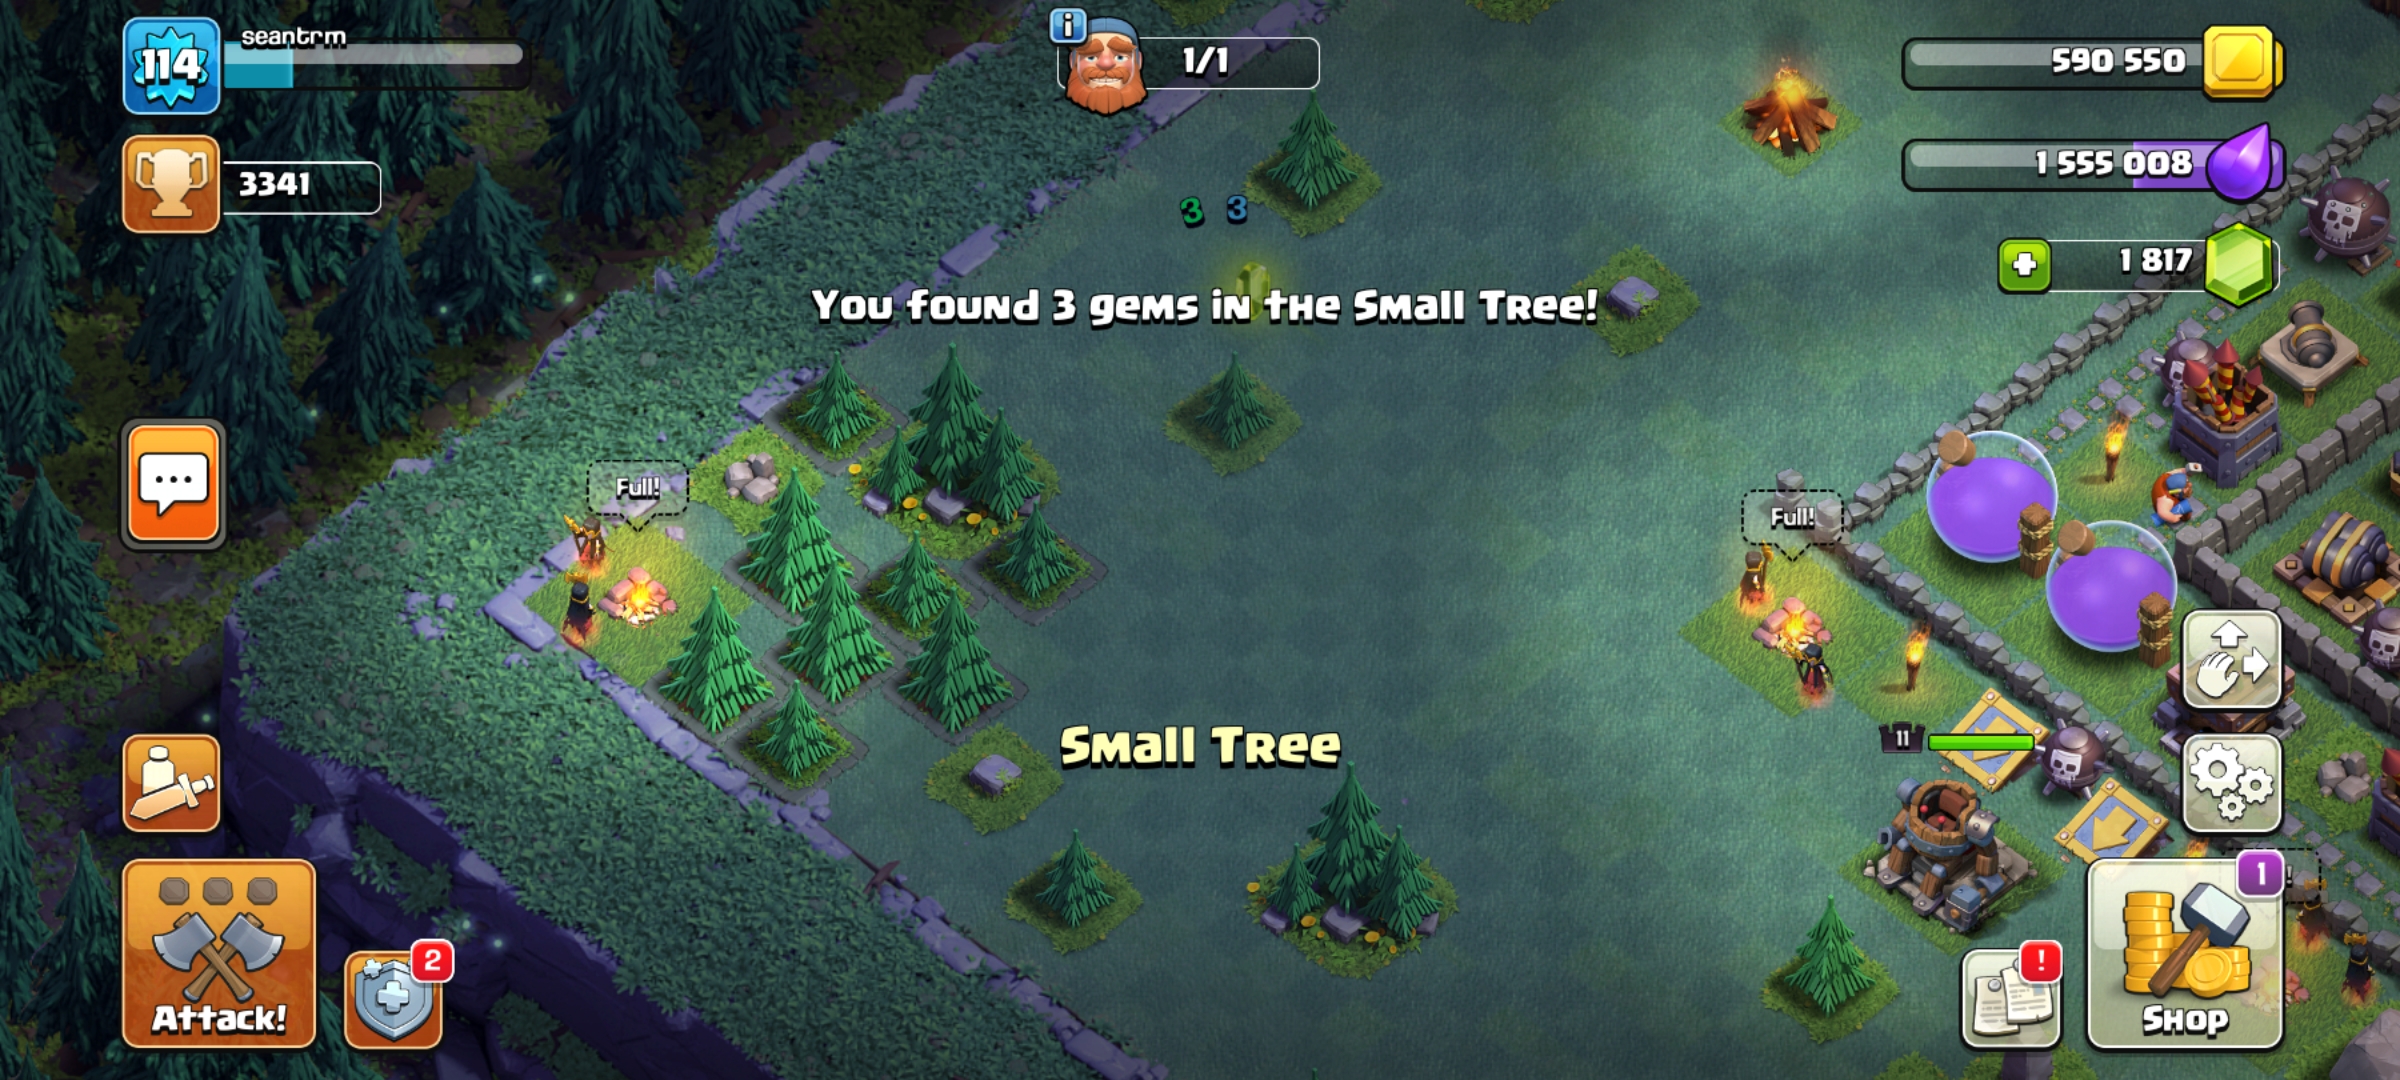 seantrm
114
1/1
590 550
3341
1 555 008
3 3
1 817
You found 3 gems in the Small Tree!
Full!
Full!
Small Tree
11
1
!
2
!
Attack!
Shop